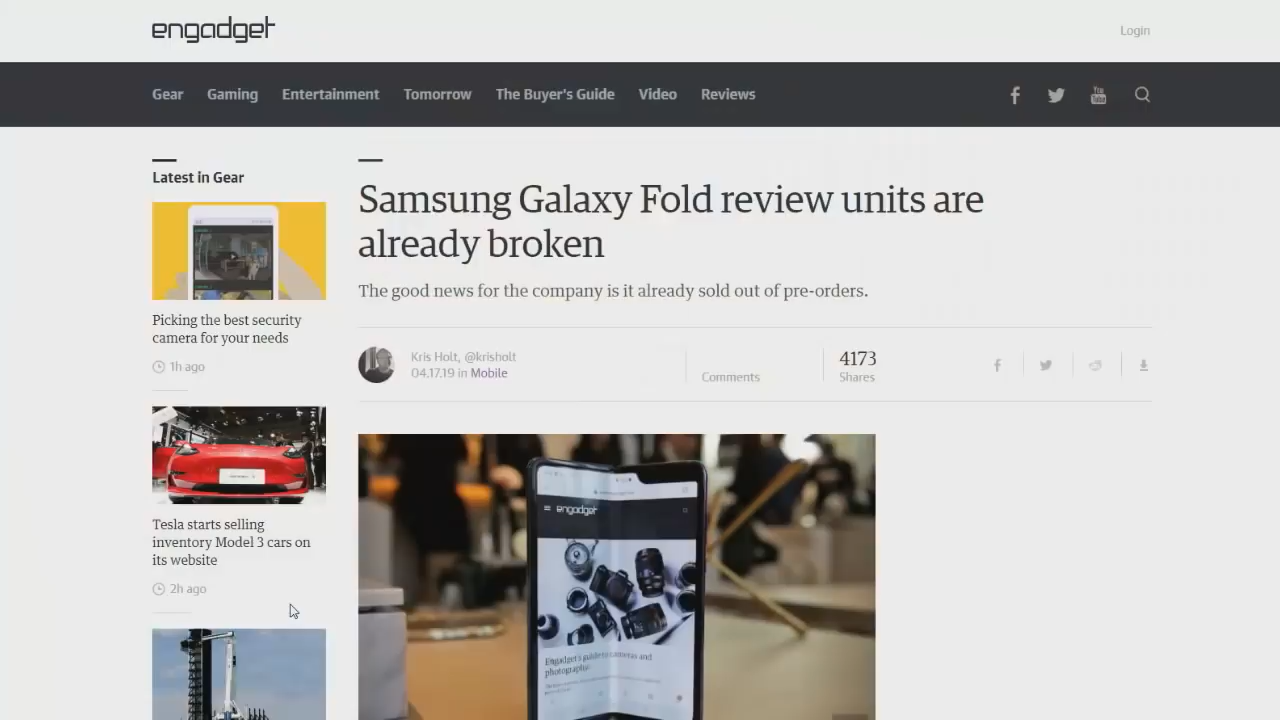 engadget
Login
Gear Gaming Entertainment Tomorrow The Buyer's Guide Video Reviews
Latest in Gear
Samsung Galaxy Fold review units are
already broken
The good news for the company is it already sold out of pre-orders.
Picking the best security
camera for your needs
1h ago
Kris Holt, @krisholt
04.17.19 in Mobile
Comments
4173
Shares
Tesla starts selling
inventory Model 3 cars on
its website
2h ago
engadget
Engadget's guide to cameras and
photography